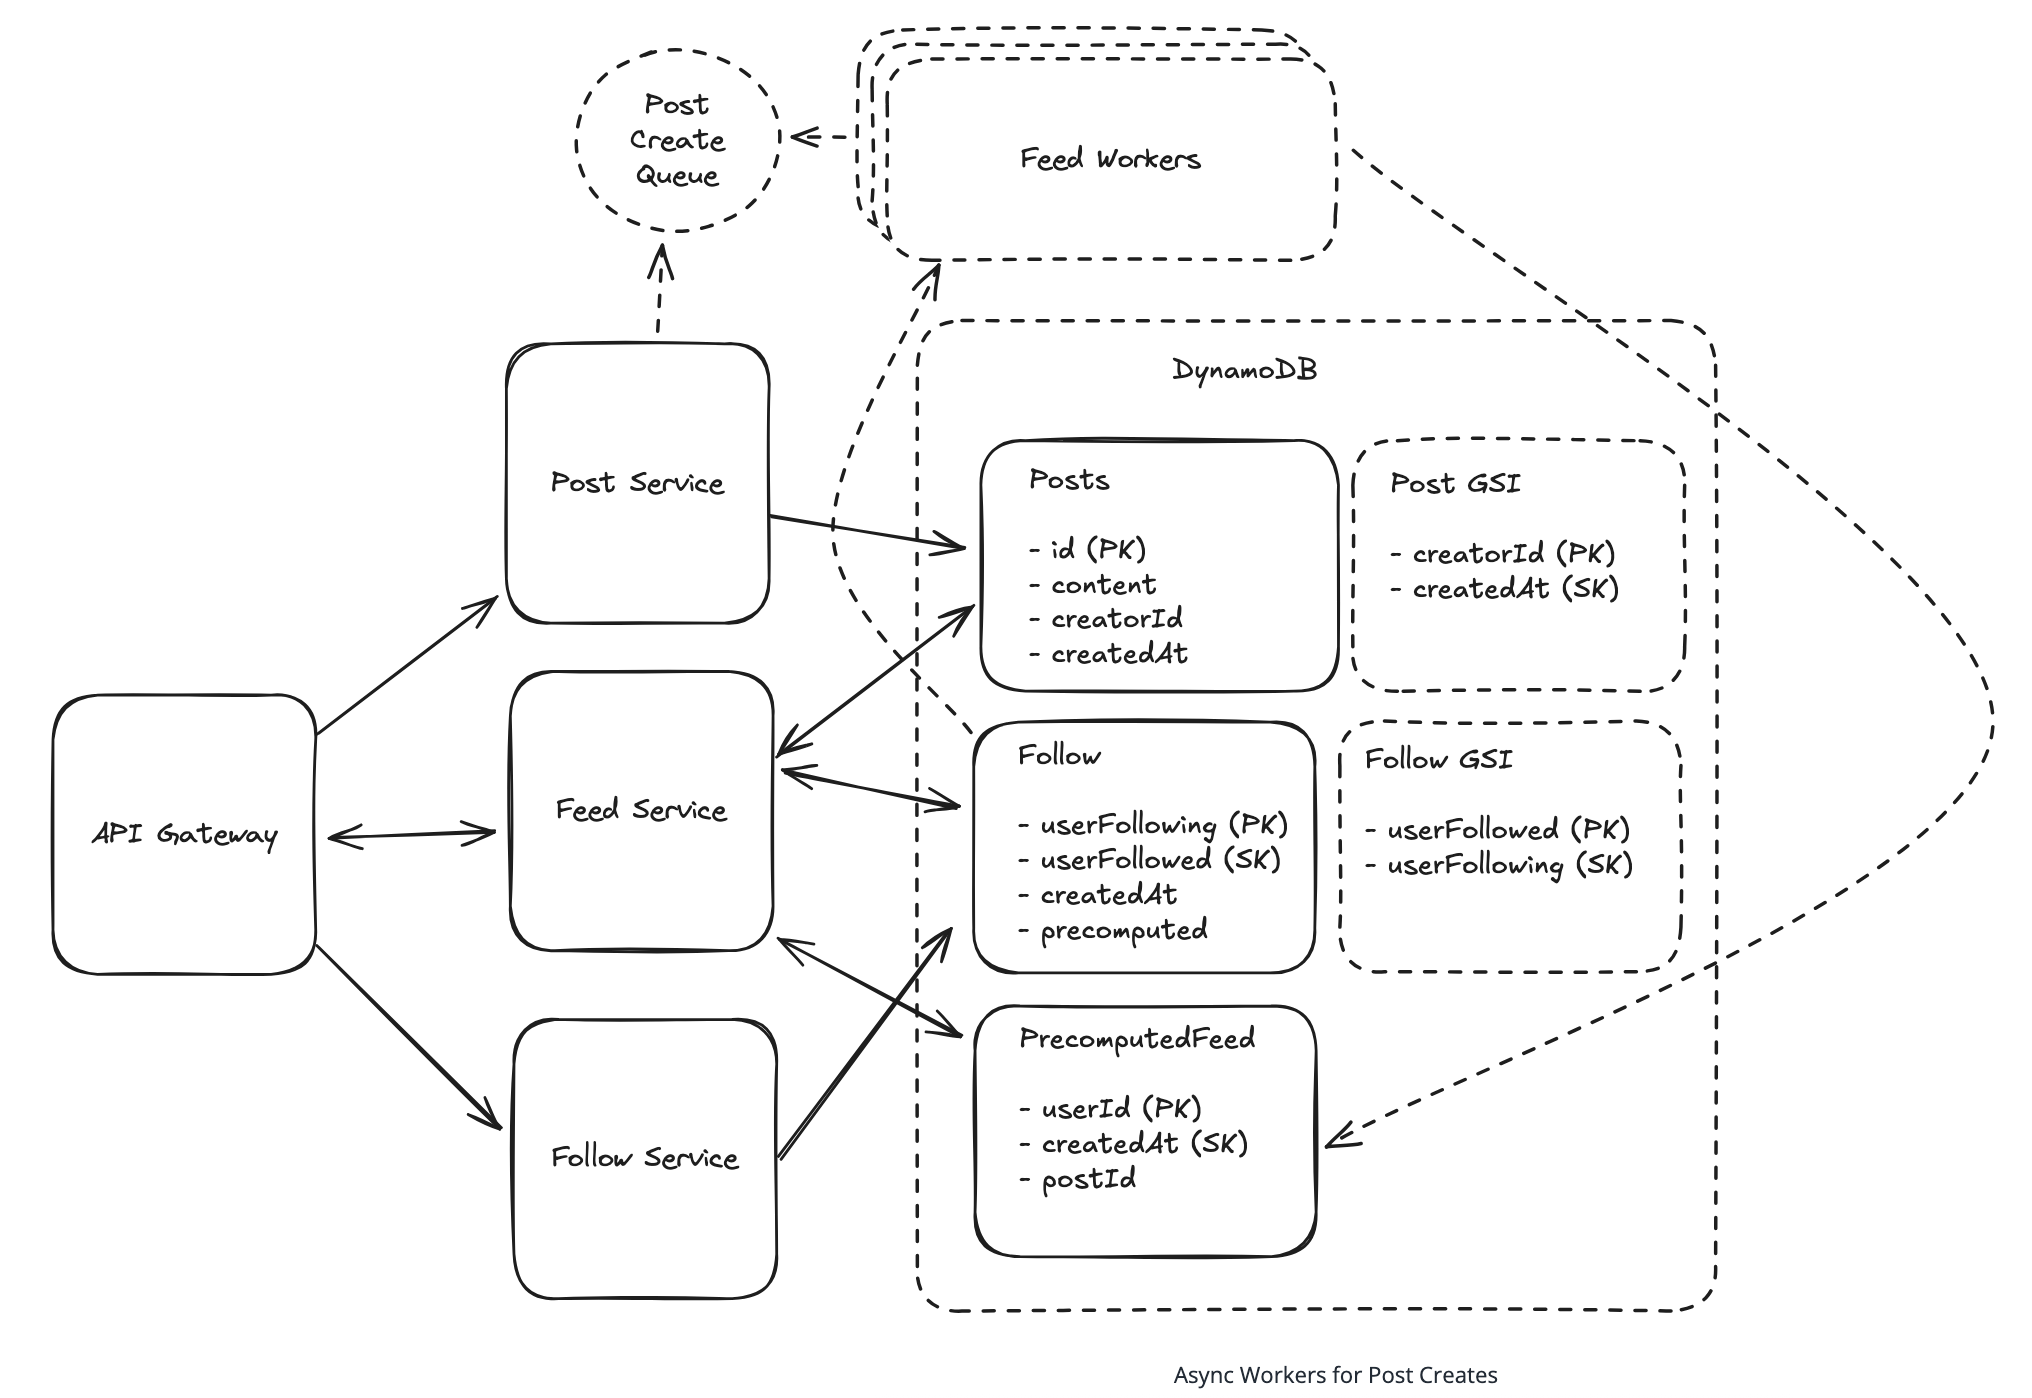 Post
Create
Queue
Feed Workers
DynamoDB
Post Service
Posts
- id (PK)
- content
- creatorId
- createdAt
Post GSI
- creatorId (PK)
- createdAt (SK)
API Gateway
Feed Service
Follow
- userFollowing (PK)
- userFollowed (SK)
- createdAt
- precomputed
Follow GSI
- userFollowed (PK)
- userFollowing (SK)
Follow Service
PrecomputedFeed
- userId (PK)
- createdAt (SK)
- postId
Async Workers for Post Creates